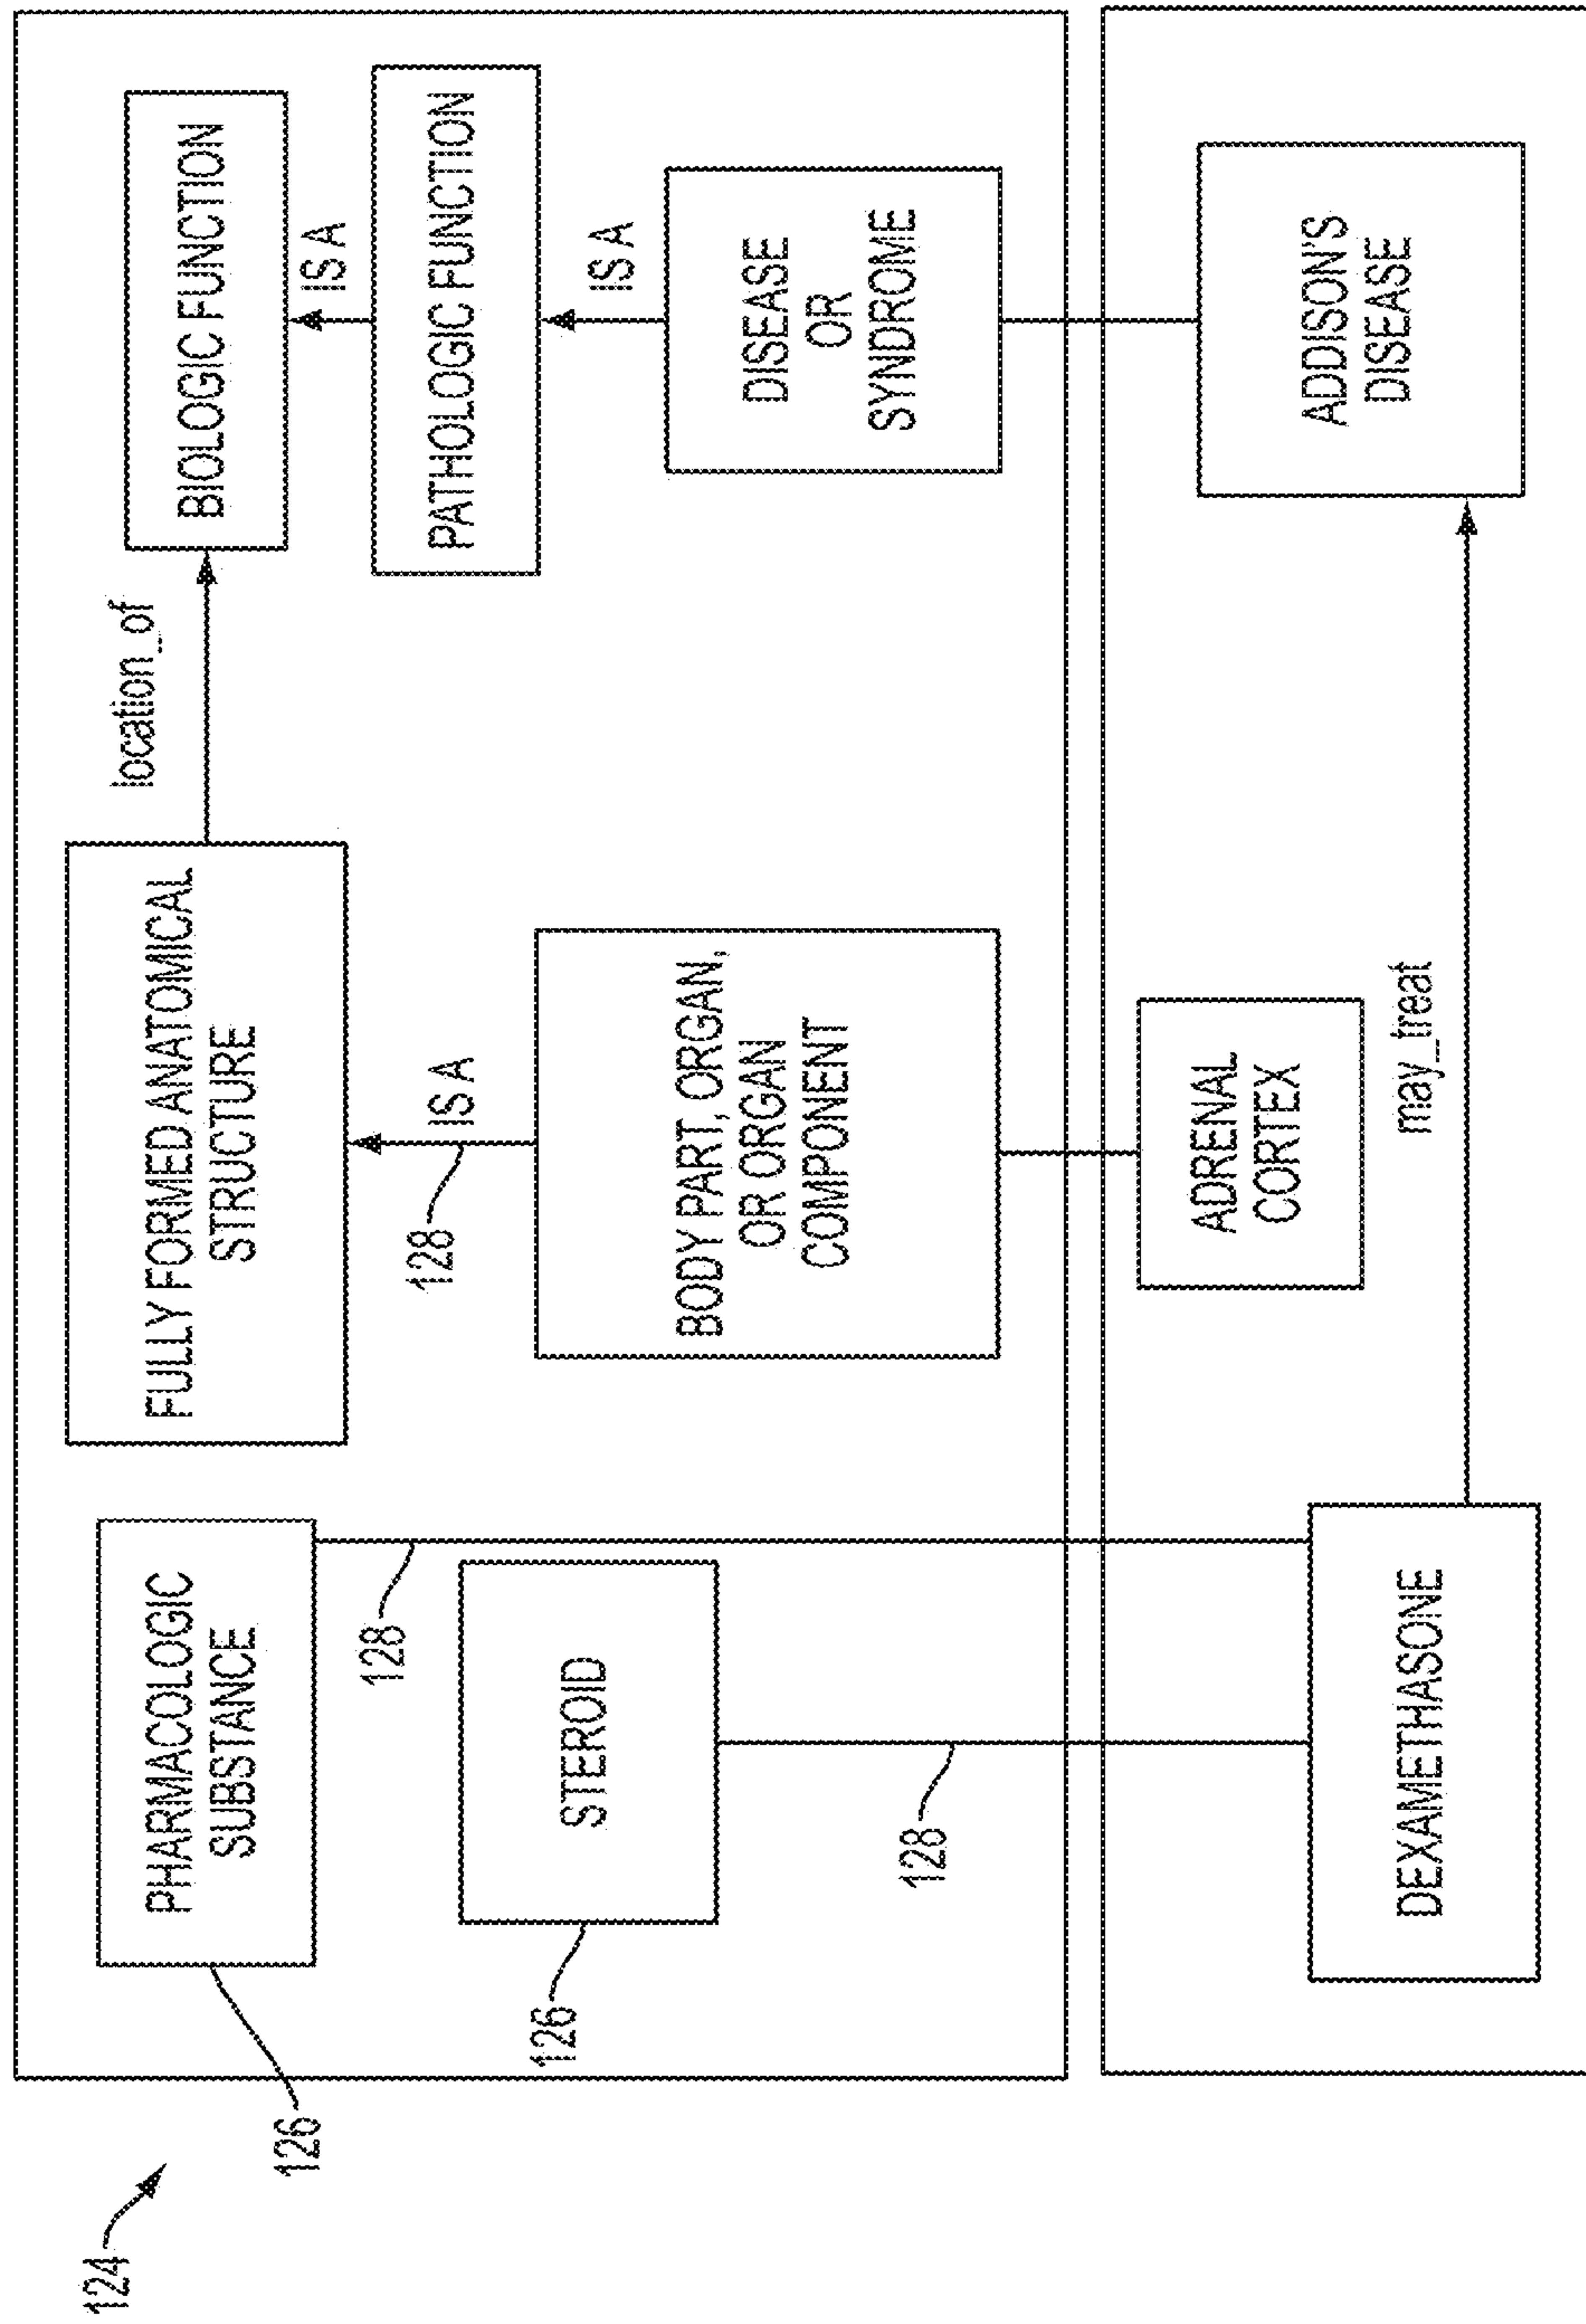 124
126
PHARMACOLOGIC
SUBSTANCE
128
126
STEROID
128
FULLY FORMED ANATOMICAL
STRUCTURE
128
IS A
BODY PART, ORGAN,
OR ORGAN
COMPONENT
location_of
BIOLOGIC FUNCTION
IS A
PATHOLOGIC FUNCTION
IS A
DISEASE
OR
SYNDROME
DEXAMETHASONE
ADRENAL
CORTEX
may_treat
ADDISON'S
DISEASE